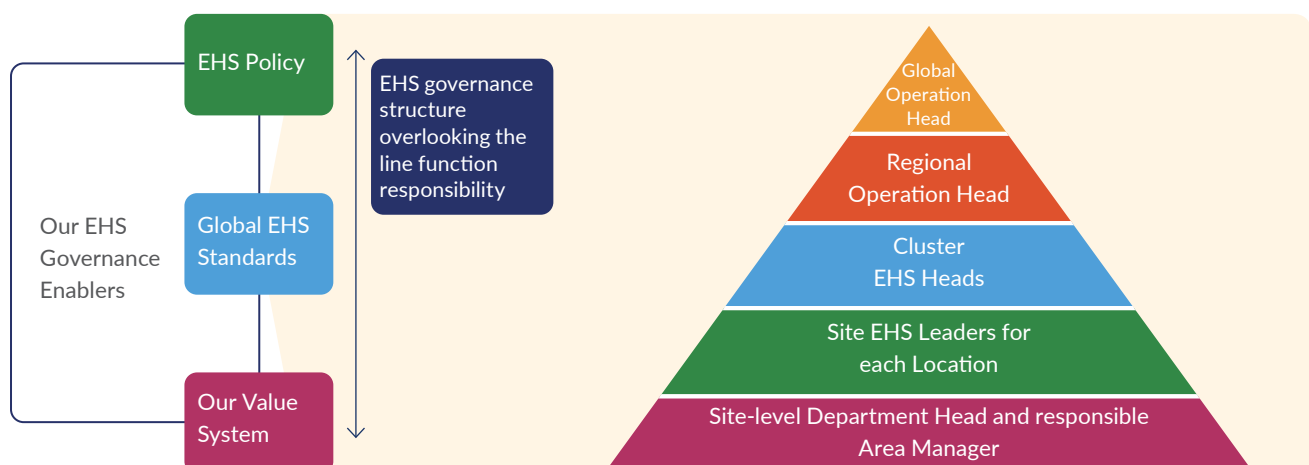 Our EHS
Governance
Enablers
EHS Policy
Global EHS
Standards
Our Value
System
EHS governance
structure
overlooking the
line function
responsibility
Global
Operation
Head
Regional
Operation Head
Cluster
EHS Heads
Site EHS Leaders for
each Location
Site-level Department Head and responsible
Area Manager